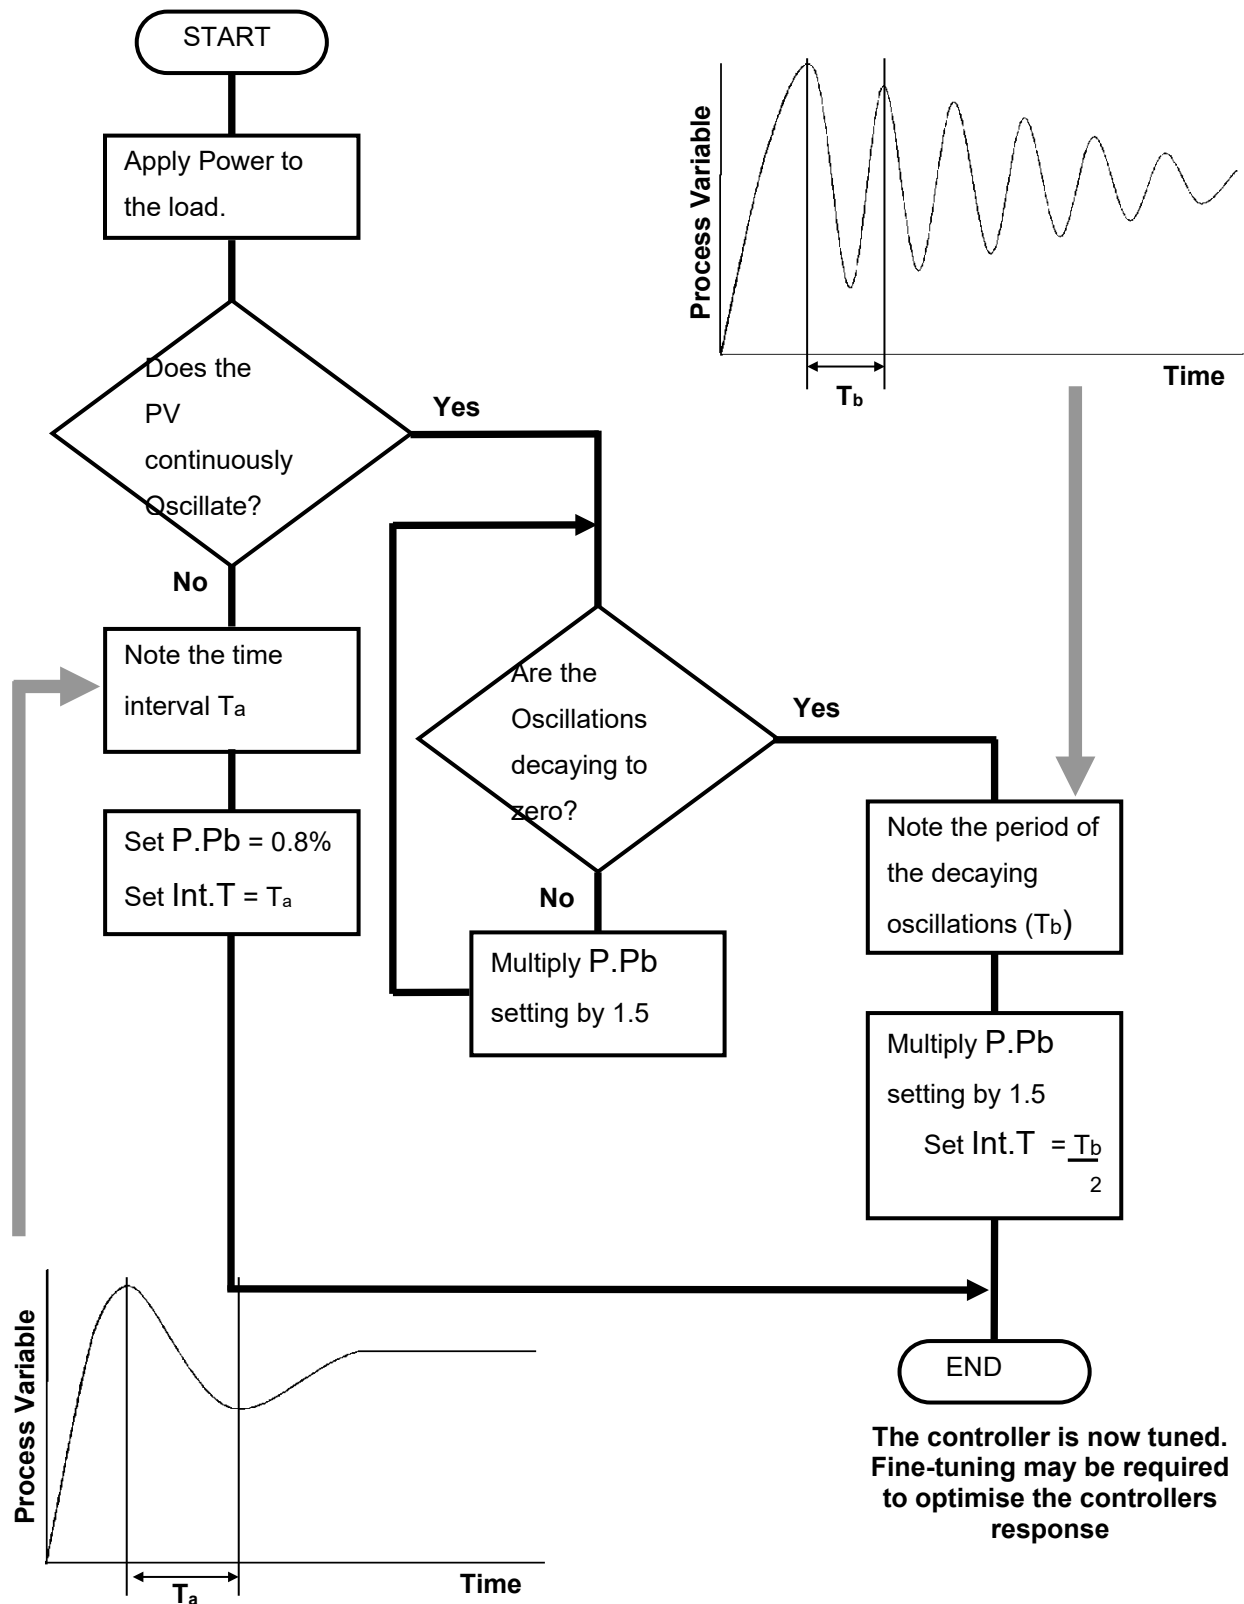 START
Apply Power to
the load.
Does the
PV
continuously
Oscillate?
Yes
No
Note the time
interval Ta
Set P.Pb = 0.8%
Set Int.T = Ta
Process Variable
Ta
Time
Are the
Oscillations
decaying to
zero?
Yes
No
Multiply P.Pb
setting by 1.5
Process Variable
Tb
Time
Note the period of
the decaying
oscillations (Tb)
Multiply P.Pb
setting by 1.5
Set Int.T = Tb
2
END
The controller is now tuned.
Fine-tuning may be required
to optimise the controllers
response